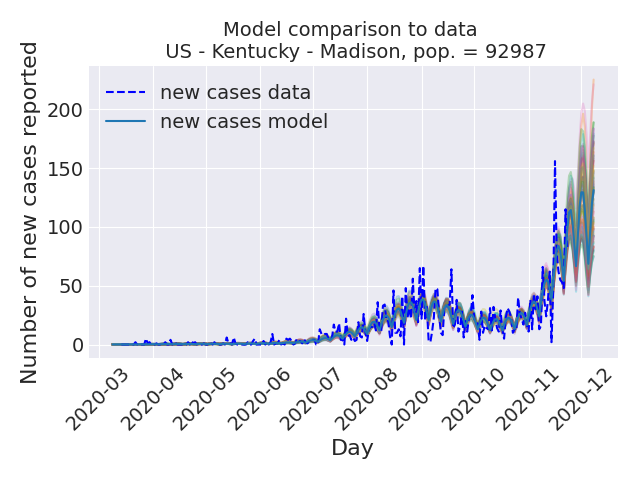 Model comparison to data
US - Kentucky - Madison, pop. = 92987
Number of new cases reported
200
150
100
50
0
new cases data
new cases model
2020-03
2020-04
2020-05
2020-06
2020-07
2020-08
2020-09
2020-10
2020-11
2020-12
Day